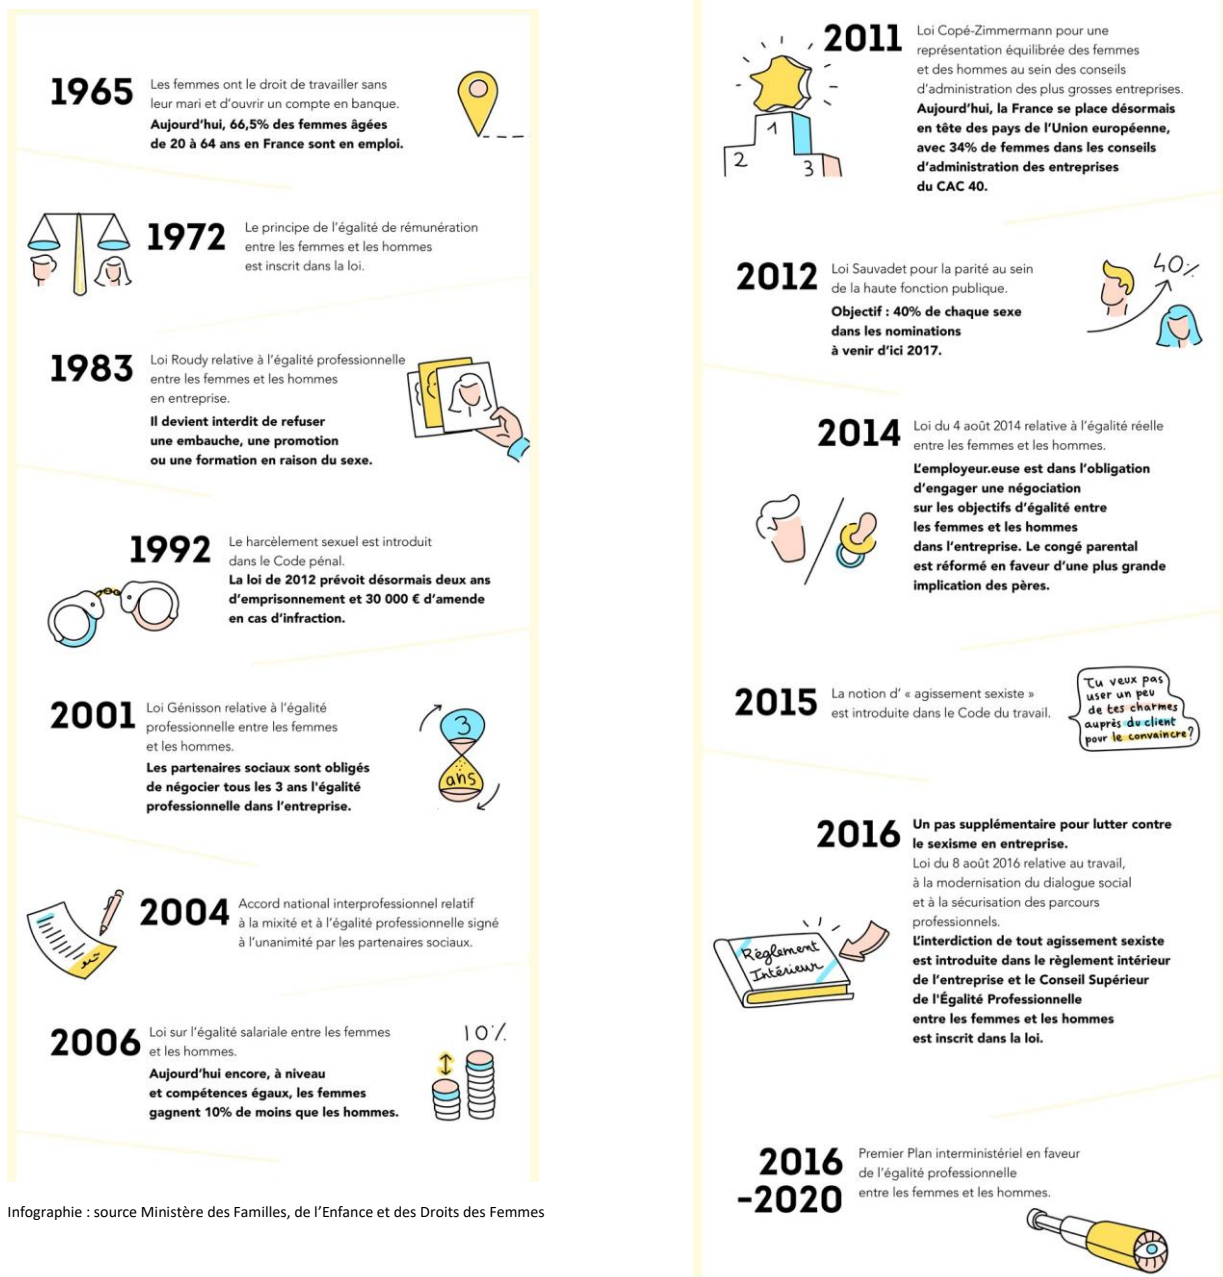 1965
Les femmes ont le droit de travailler sans
leur mari et d'ouvrir un compte en banque.
Aujourd'hui, 66,5% des femmes âgées
de 20 à 64 ans en France sont en emploi.
1972
Le principe de l'égalité de rémunération
entre les femmes et les hommes
est inscrit dans la loi.
1983
Loi Roudy relative à l'égalité professionnelle
entre les femmes et les hommes
en entreprise.
Il devient interdit de refuser
une embauche, une promotion
ou une formation en raison du sexe.
1992
Le harcèlement sexuel est introduit
dans le Code pénal.
La loi de 2012 prévoit désormais deux ans
d'emprisonnement et 30 000 € d'amende
en cas d'infraction.
2001
Loi Génisson relative à l'égalité
professionnelle entre les femmes
et les hommes.
Les partenaires sociaux sont obligés
de négocier tous les 3 ans l'égalité
professionnelle dans l'entreprise.
3
ans
2004
Accord national interprofessionnel relatif
à la mixité et à l'égalité professionnelle signé
à l'unanimité par les partenaires sociaux.
2006
Loi sur l'égalité salariale entre les femmes
et les hommes.
Aujourd'hui encore, à niveau
et compétences égaux, les femmes
gagnent 10% de moins que les hommes.
10%
Infographie : source Ministère des Familles, de l'Enfance et des Droits des Femmes
2011
Loi Copé-Zimmermann pour une
représentation équilibrée des femmes
et des hommes au sein des conseils
d'administration des plus grosses entreprises.
Aujourd'hui, la France se place désormais
en tête des pays de l'Union européenne,
avec 34% de femmes dans les conseils
d'administration des entreprises
du CAC 40.
1
2
3
2012
Loi Sauvadet pour la parité au sein
de la haute fonction publique.
Objectif : 40% de chaque sexe
dans les nominations
à venir d'ici 2017.
40%
2014
Loi du 4 août 2014 relative à l'égalité réelle
entre les femmes et les hommes.
L'employeur.euse est dans l'obligation
d'engager une négociation
sur les objectifs d'égalité entre
les femmes et les hommes
dans l'entreprise. Le congé parental
est réformé en faveur d'une plus grande
implication des pères.
2015
La notion d' « agissement sexiste »
est introduite dans le Code du travail.
Tu veux pas
user un peu
de tes charmes
auprès du client
pour le convaincre?
2016
Un pas supplémentaire pour lutter contre
le sexisme en entreprise.
Loi du 8 août 2016 relative au travail,
à la modernisation du dialogue social
et à la sécurisation des parcours
professionnels.
L'interdiction de tout agissement sexiste
est introduite dans le règlement intérieur
de l'entreprise et le Conseil Supérieur
de l'Égalité Professionnelle
entre les femmes et les hommes
est inscrit dans la loi.
Règlement
Intérieur
2016
-2020
Premier Plan interministériel en faveur
de l'égalité professionnelle
entre les femmes et les hommes.